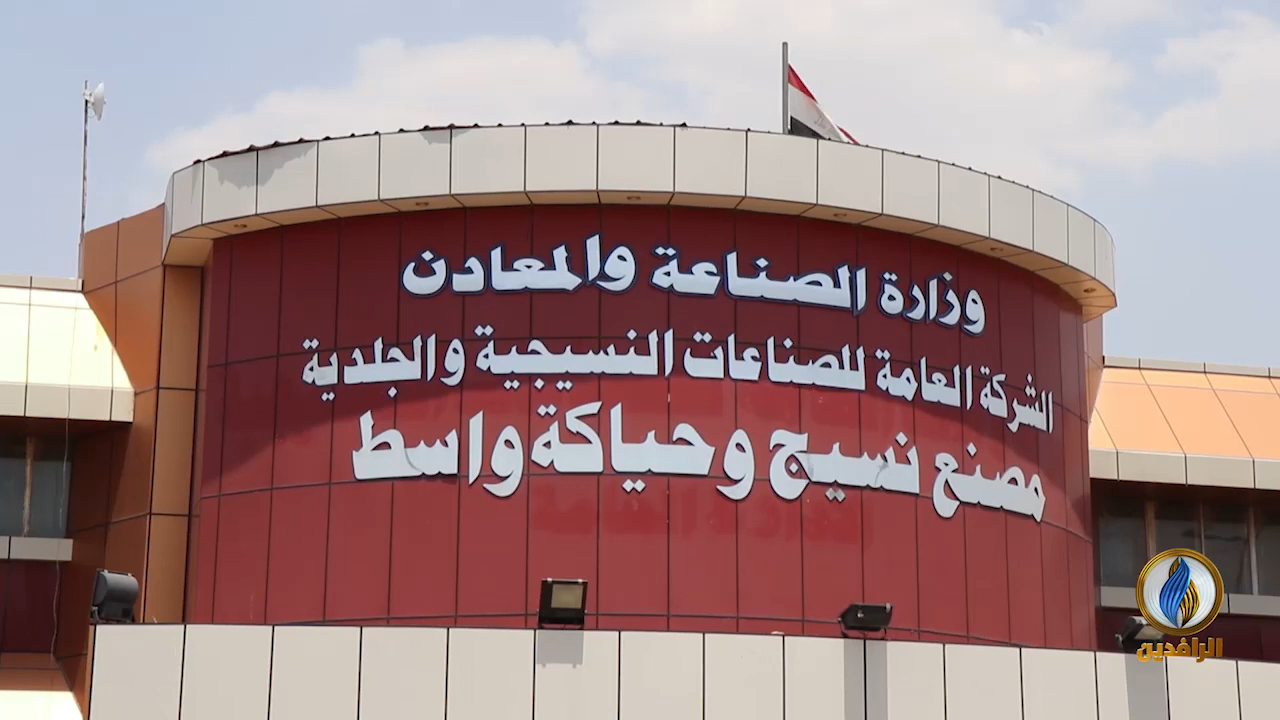 وزارة الصناعة والمعادن
الشركة العامة للصناعات النسيجية والجلدية
مصنع نسيج وحياكة واسط
الرافدين